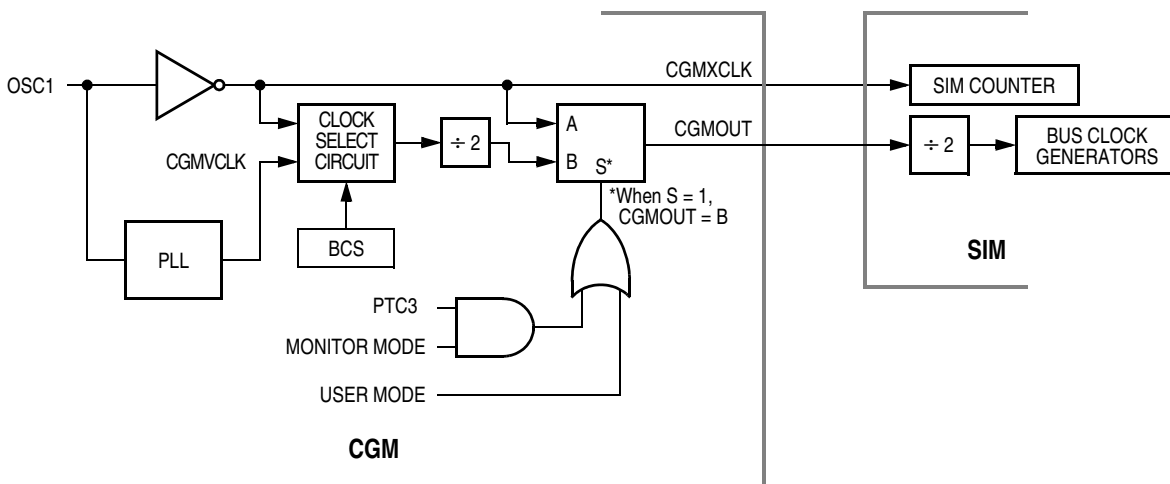 OSC1
CGMXCLK
SIM COUNTER
CLOCK
SELECT
CIRCUIT
÷ 2
A
B
S*
CGMOUT
÷ 2
BUS CLOCK
GENERATORS
CGMVCLK
*When S = 1,
CGMOUT = B
BCS
PLL
SIM
PTC3
MONITOR MODE
USER MODE
CGM